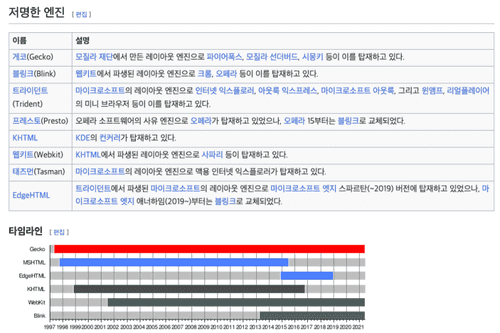 저명한 엔진 [편집]
이름 설명
게코(Gecko) 모질라 재단에서 만든 레이아웃 엔진으로 파이어폭스, 모질라 선더버드, 시몽키 등이 이를 탑재하고 있다.
블링크(Blink) 웹키트에서 파생된 레이아웃 엔진으로 크롬, 오페라 등이 이를 탑재하고 있다.
트라이던트 마이크로소프트의 레이아웃 엔진으로 인터넷 익스플로러, 아웃룩 익스프레스, 마이크로소프트 아웃룩, 그리고 윈앰프, 리얼플레이어
(Trident) 의 미니 브라우저 등이 이를 탑재하고 있다.
프레스토(Presto) 오페라 소프트웨어의 사유 엔진으로 오페라가 탑재하고 있었으나, 오페라 15부터는 블링크로 교체되었다.
KHTML KDE의 컨커러가 탑재하고 있다.
웹키트(Webkit) KHTML에서 파생된 레이아웃 엔진으로 사파리 등이 탑재하고 있다.
태즈먼(Tasman) 마이크로소프트의 레이아웃 엔진으로 맥용 인터넷 익스플로러가 탑재하고 있다.
EdgeHTML 트라이던트에서 파생된 마이크로소프트의 레이아웃 엔진으로 마이크로소프트 엣지 스파르탄(~2019) 버전에 탑재하고 있었으나, 마
이크로소프트 엣지 애너하임(2019~)부터는 블링크로 교체되었다.
타임라인 [편집]
Gecko
MSHTML
EdgeHTML
KHTML
WebKit
Blink
1997 1998 1999 2000 2001 2002 2003 2004 2005 2006 2007 2008 2009 2010 2011 2012 2013 2014 2015 2016 2017 2018 2019 2020 2021